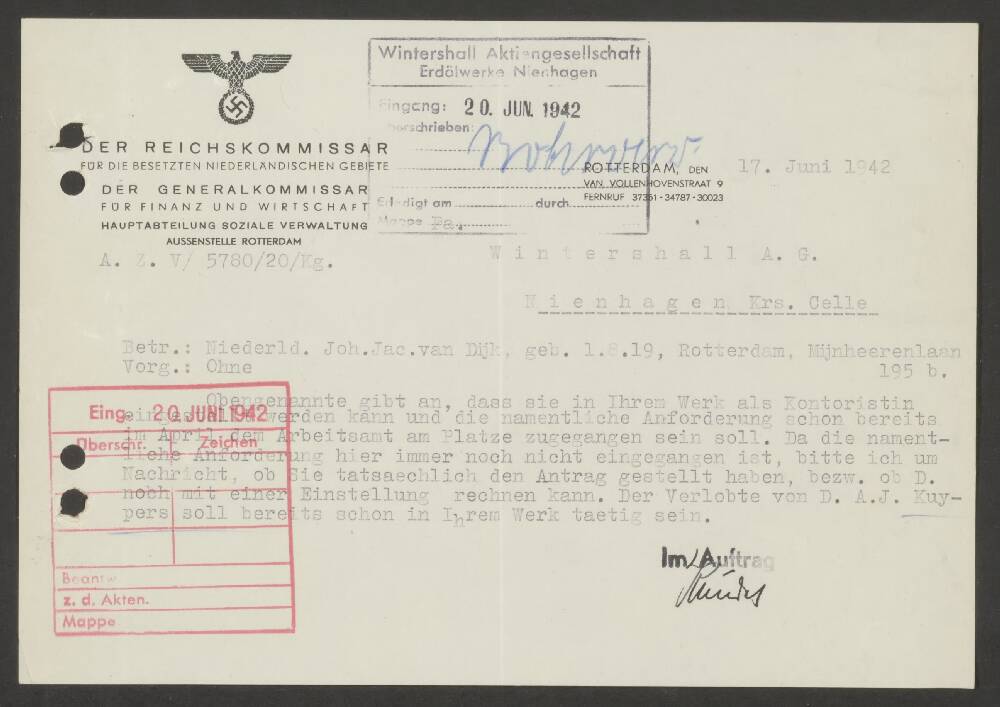 Wintershall Aktiengesellschaft
Erdölwerke Nienhagen
Eingang: 20. JUN. 1942
Überschrieben:
Erledigt am durch
Mappe Pa.
DER REICHSKOMMISSAR
FÜR DIE BESETZTEN NIEDERLÄNDISCHEN GEBIETE
DER GENERALKOMMISSAR
FÜR FINANZ UND WIRTSCHAFT
HAUPTABTEILUNG SOZIALE VERWALTUNG
AUSSENSTELLE ROTTERDAM
A. Z. V/ 5780/20/Kg.
ROTTERDAM, DEN 17. Juni 1942
VAN VOLLENHOVENSTRAAT 9
FERNRUF 37361-34787-30023
Wintershall A. G.
Nienhagen Krs. Celle
Betr.: Niederld. Joh.Jac.van Dijk, geb. 1.8.19, Rotterdam, Mijnheerenlaan
Vorg.: Ohne 195 b.
Obengenannte gibt an, dass sie in Ihrem Werk als Kontoristin
eingestellt werden kann und die namentliche Anforderung schon bereits
im April dem Arbeitsamt am Platze zugegangen sein soll. Da die nament-
liche Anforderung hier immer noch nicht eingegangen ist, bitte ich um
Nachricht, ob Sie tatsaechlich den Antrag gestellt haben, bezw. ob D.
noch mit einer Einstellung rechnen kann. Der Verlobte von D. A.J. Kuy-
pers soll bereits schon in Ihrem Werk taetig sein.
Im Auftrag
Eing. 20. JUNI 1942
Überschr. Zeichen
Beantw
z. d. Akten.
Mappe